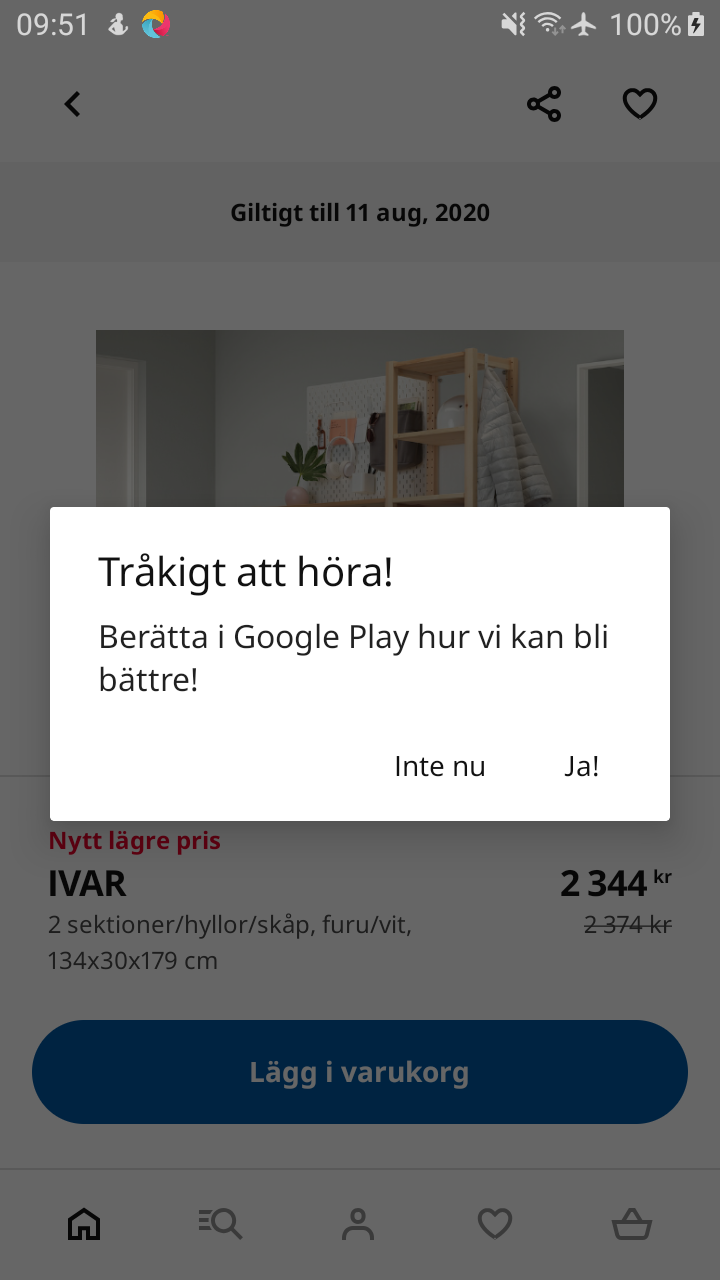 09:51
100%
Giltigt till 11 aug, 2020
Tråkigt att höra!
Berätta i Google Play hur vi kan bli
bättre!
Inte nu
Ja!
Nytt lägre pris
IVAR
2 344 kr
2 sektioner/hyllor/skåp, furu/vit,
2 374 kr
134x30x179 cm
Lägg i varukorg